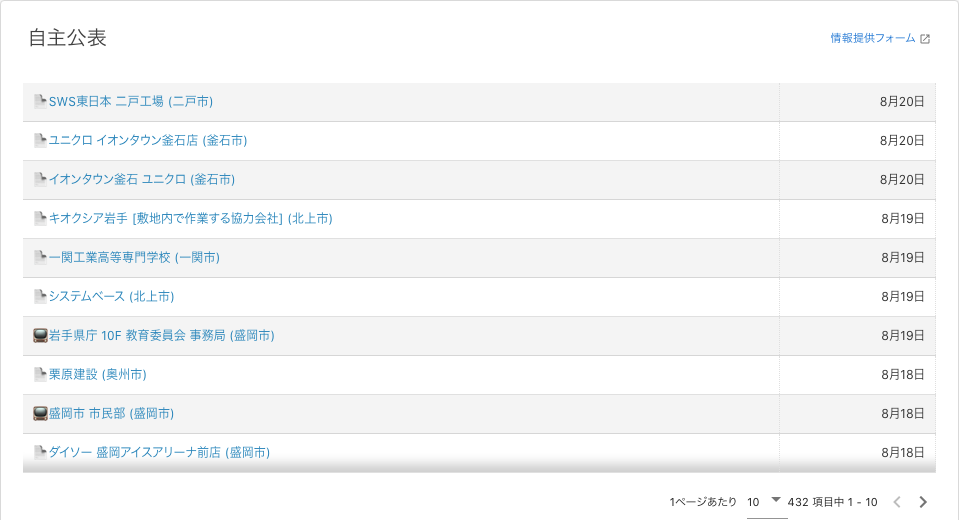 自主公表
情報提供フォーム
SWS東日本 二戸工場 (二戸市) 8月20日
ユニクロ イオンタウン釜石店 (釜石市) 8月20日
イオンタウン釜石 ユニクロ (釜石市) 8月20日
キオクシア岩手 [敷地内で作業する協力会社] (北上市) 8月19日
一関工業高等専門学校 (一関市) 8月19日
システムベース (北上市) 8月19日
岩手県庁 10F 教育委員会 事務局 (盛岡市) 8月19日
栗原建設 (奥州市) 8月18日
盛岡市 市民部 (盛岡市) 8月18日
ダイソー 盛岡アイスアリーナ前店 (盛岡市) 8月18日
1ページあたり 10 432 項目中 1 - 10